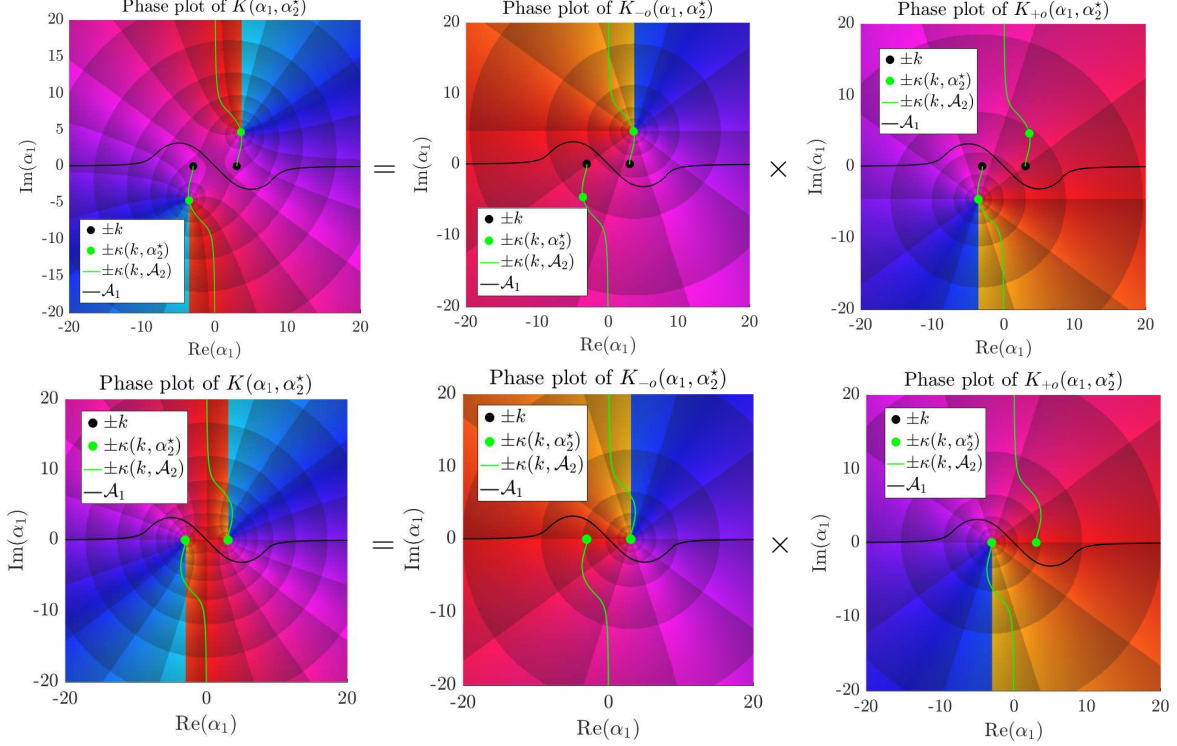 Phase plot of K(α₁, α₂⋆)
Phase plot of K₋ₒ(α₁, α₂⋆)
Phase plot of K₊ₒ(α₁, α₂⋆)
20
15
10
5
0
-5
-10
-15
-20
Im(α₁)
-20 -10 0 10 20
Re(α₁)
±k
±κ(k, α₂⋆)
±κ(k, 𝒜₂)
𝒜₁
=
20
10
0
-10
-20
Im(α₁)
-20 -10 0 10 20
Re(α₁)
±k
±κ(k, α₂⋆)
±κ(k, 𝒜₂)
𝒜₁
×
20
10
0
-10
-20
Im(α₁)
-20 -10 0 10 20
Re(α₁)
±k
±κ(k, α₂⋆)
±κ(k, 𝒜₂)
𝒜₁
Phase plot of K(α₁, α₂⋆)
Phase plot of K₋ₒ(α₁, α₂⋆)
Phase plot of K₊ₒ(α₁, α₂⋆)
20
10
0
-10
-20
Im(α₁)
-20 0 20
Re(α₁)
±k
±κ(k, α₂⋆)
±κ(k, 𝒜₂)
𝒜₁
=
20
10
0
-10
-20
Im(α₁)
-20 0 20
Re(α₁)
±k
±κ(k, α₂⋆)
±κ(k, 𝒜₂)
𝒜₁
×
20
10
0
-10
-20
Im(α₁)
-20 -10 0 10 20
Re(α₁)
±k
±κ(k, α₂⋆)
±κ(k, 𝒜₂)
𝒜₁